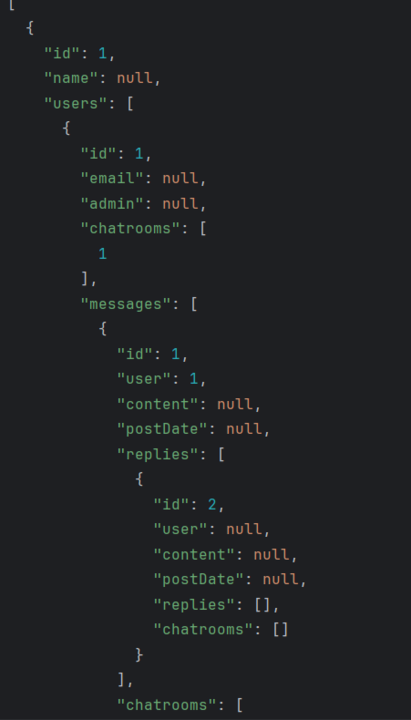 [
  {
    "id": 1,
    "name": null,
    "users": [
      {
        "id": 1,
        "email": null,
        "admin": null,
        "chatrooms": [
          1
        ],
        "messages": [
          {
            "id": 1,
            "user": 1,
            "content": null,
            "postDate": null,
            "replies": [
              {
                "id": 2,
                "user": null,
                "content": null,
                "postDate": null,
                "replies": [],
                "chatrooms": []
              }
            ],
            "chatrooms": [